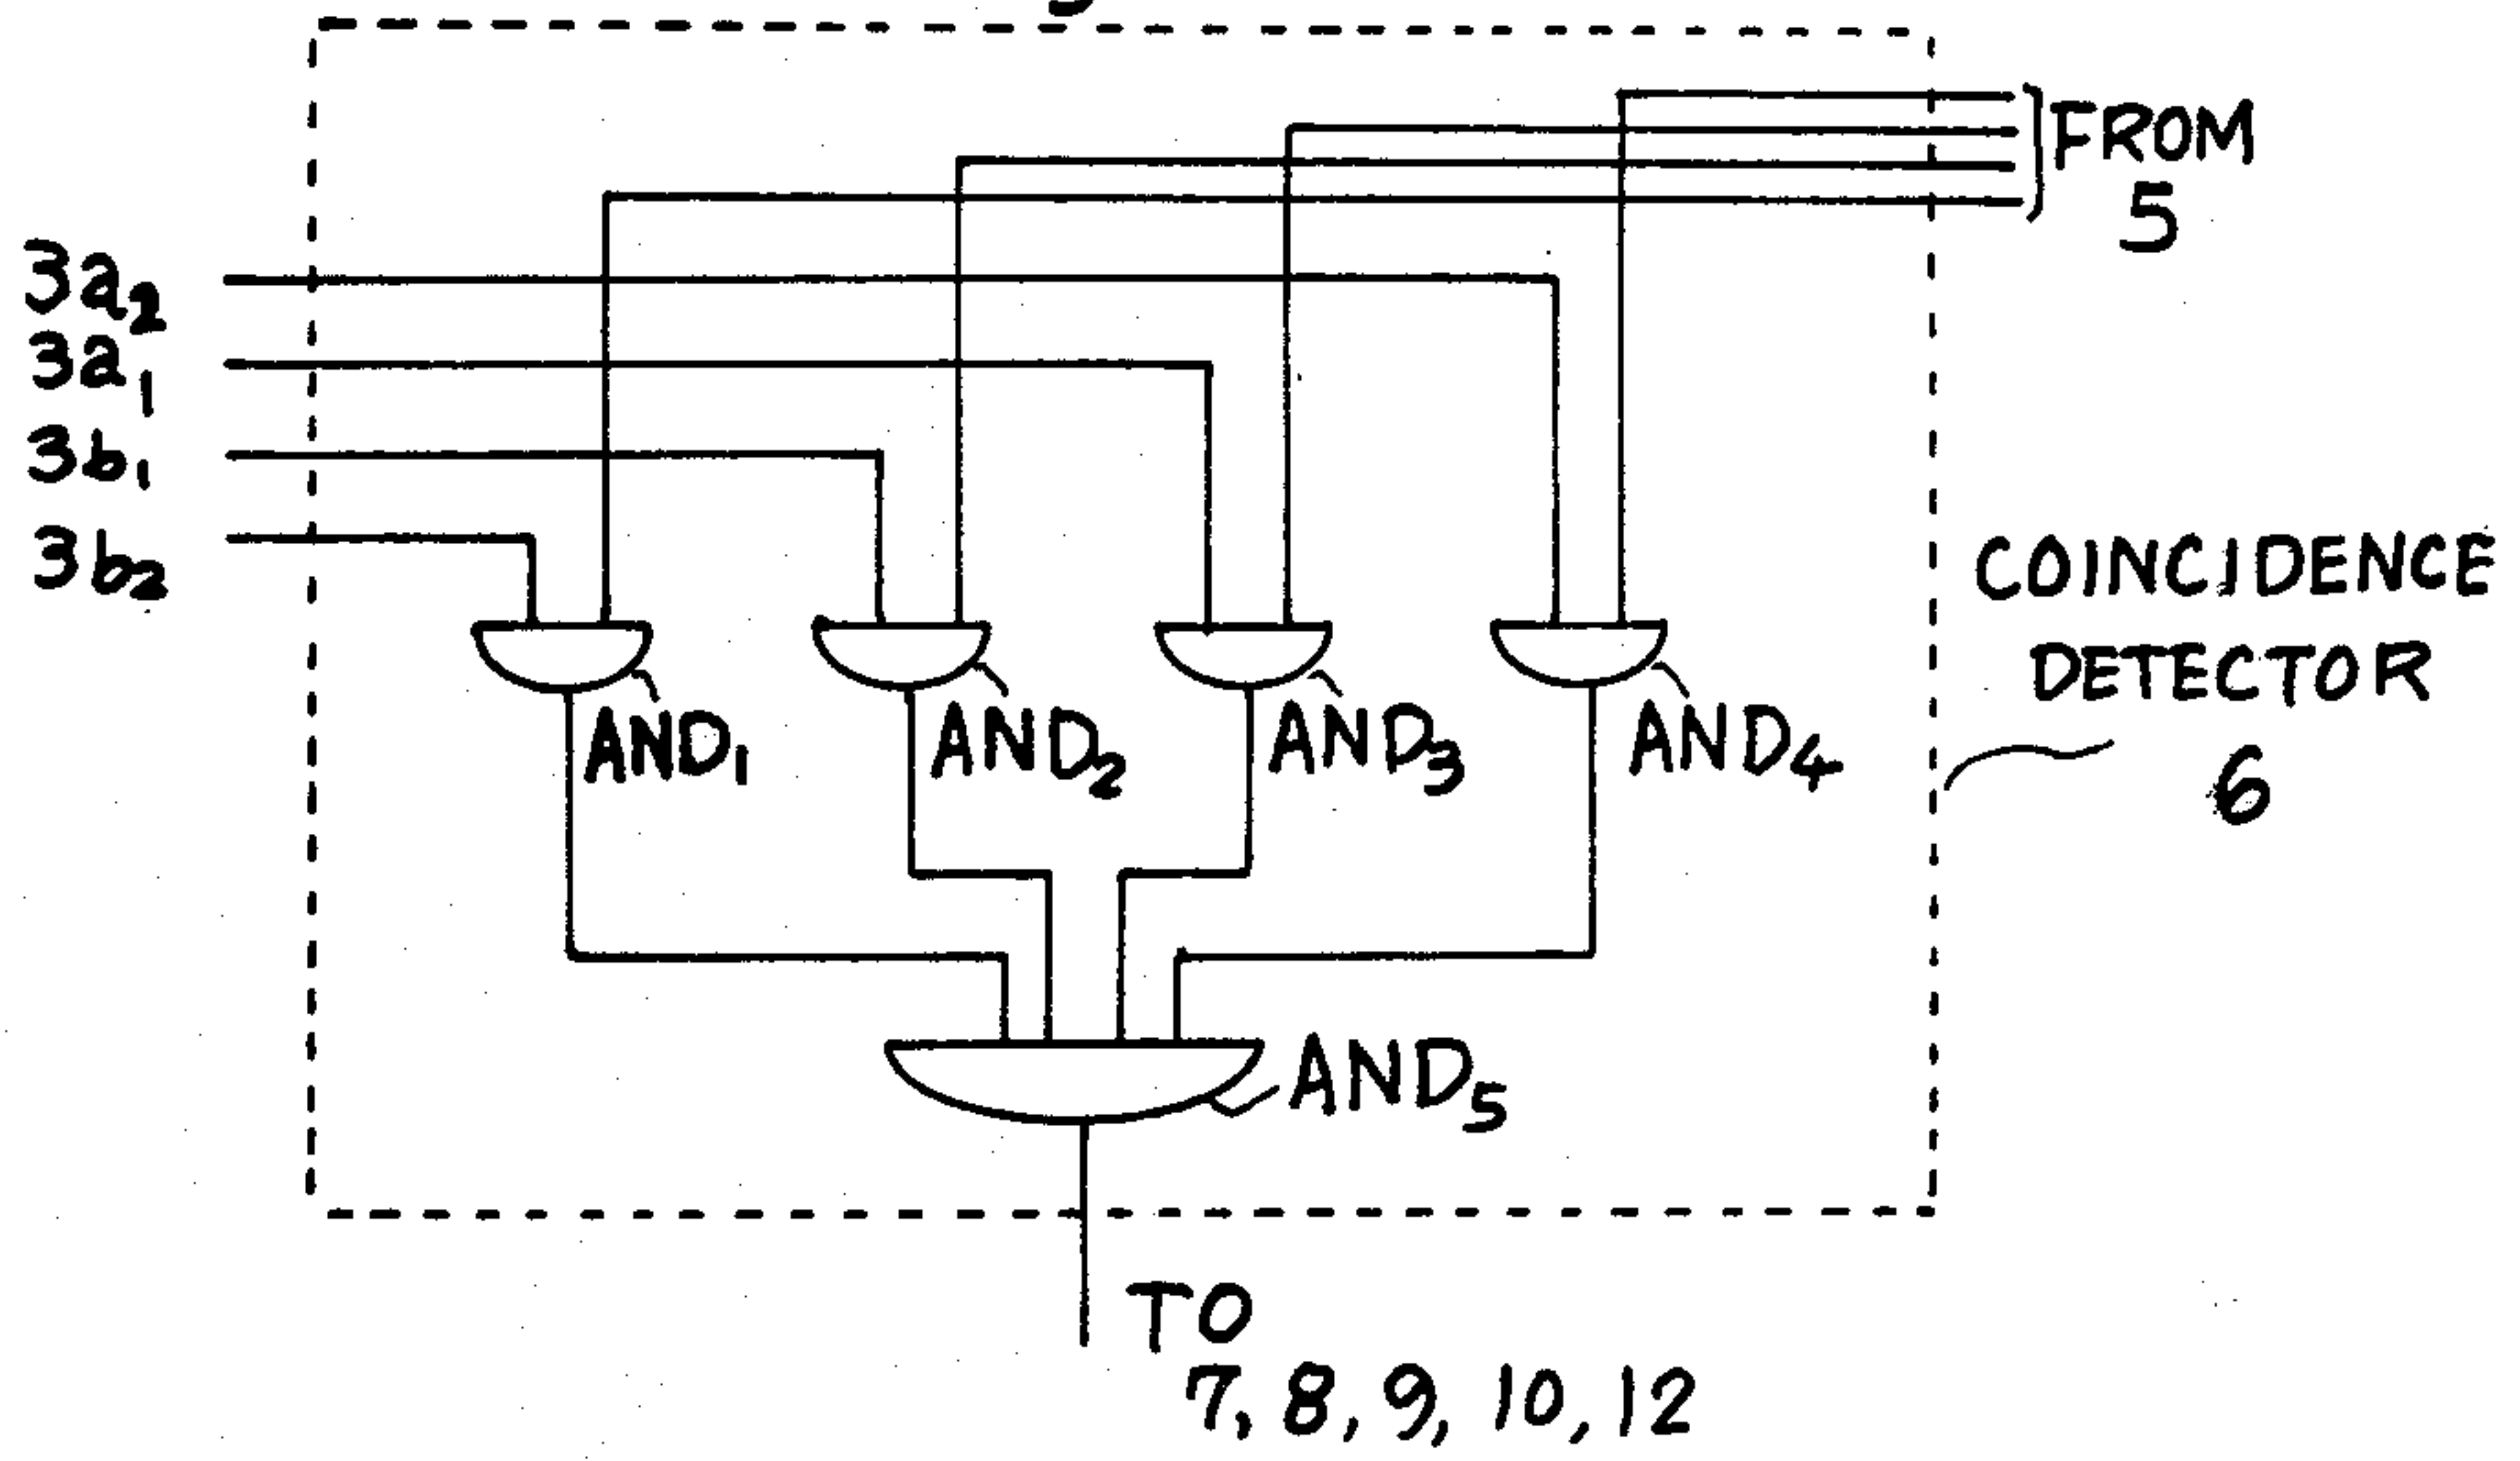 FROM
5
3a2
3a1
3b1
3b2
COINCIDENCE
DETECTOR
6
AND1 AND2 AND3 AND4
AND5
TO
7, 8, 9, 10, 12